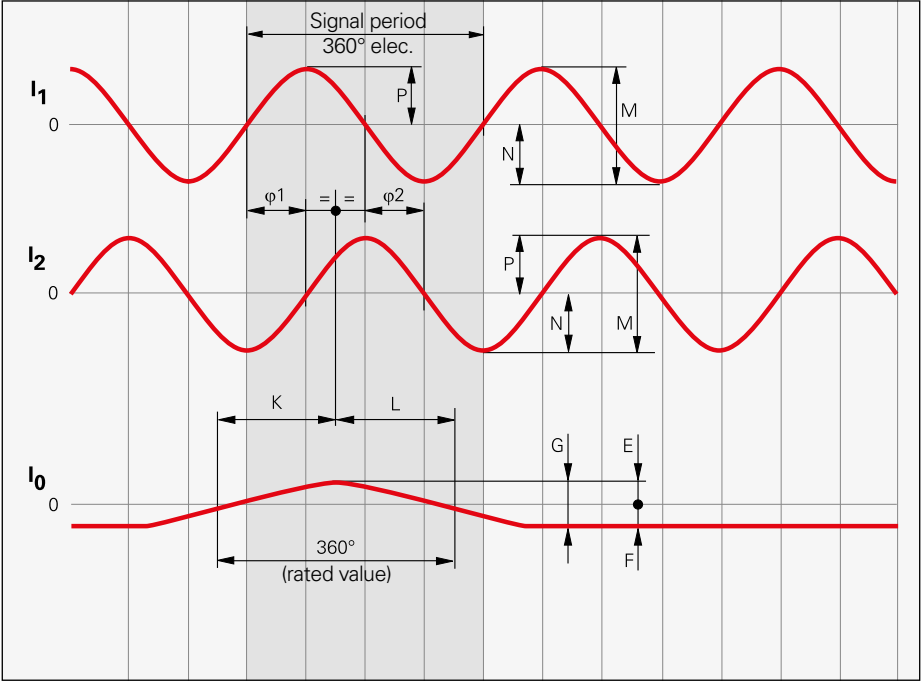 Signal period
360° elec.
I1
P
M
0
N
φ1
= =
φ2
I2
P
0
N
M
K
L
G
E
I0
0
360°
F
(rated value)